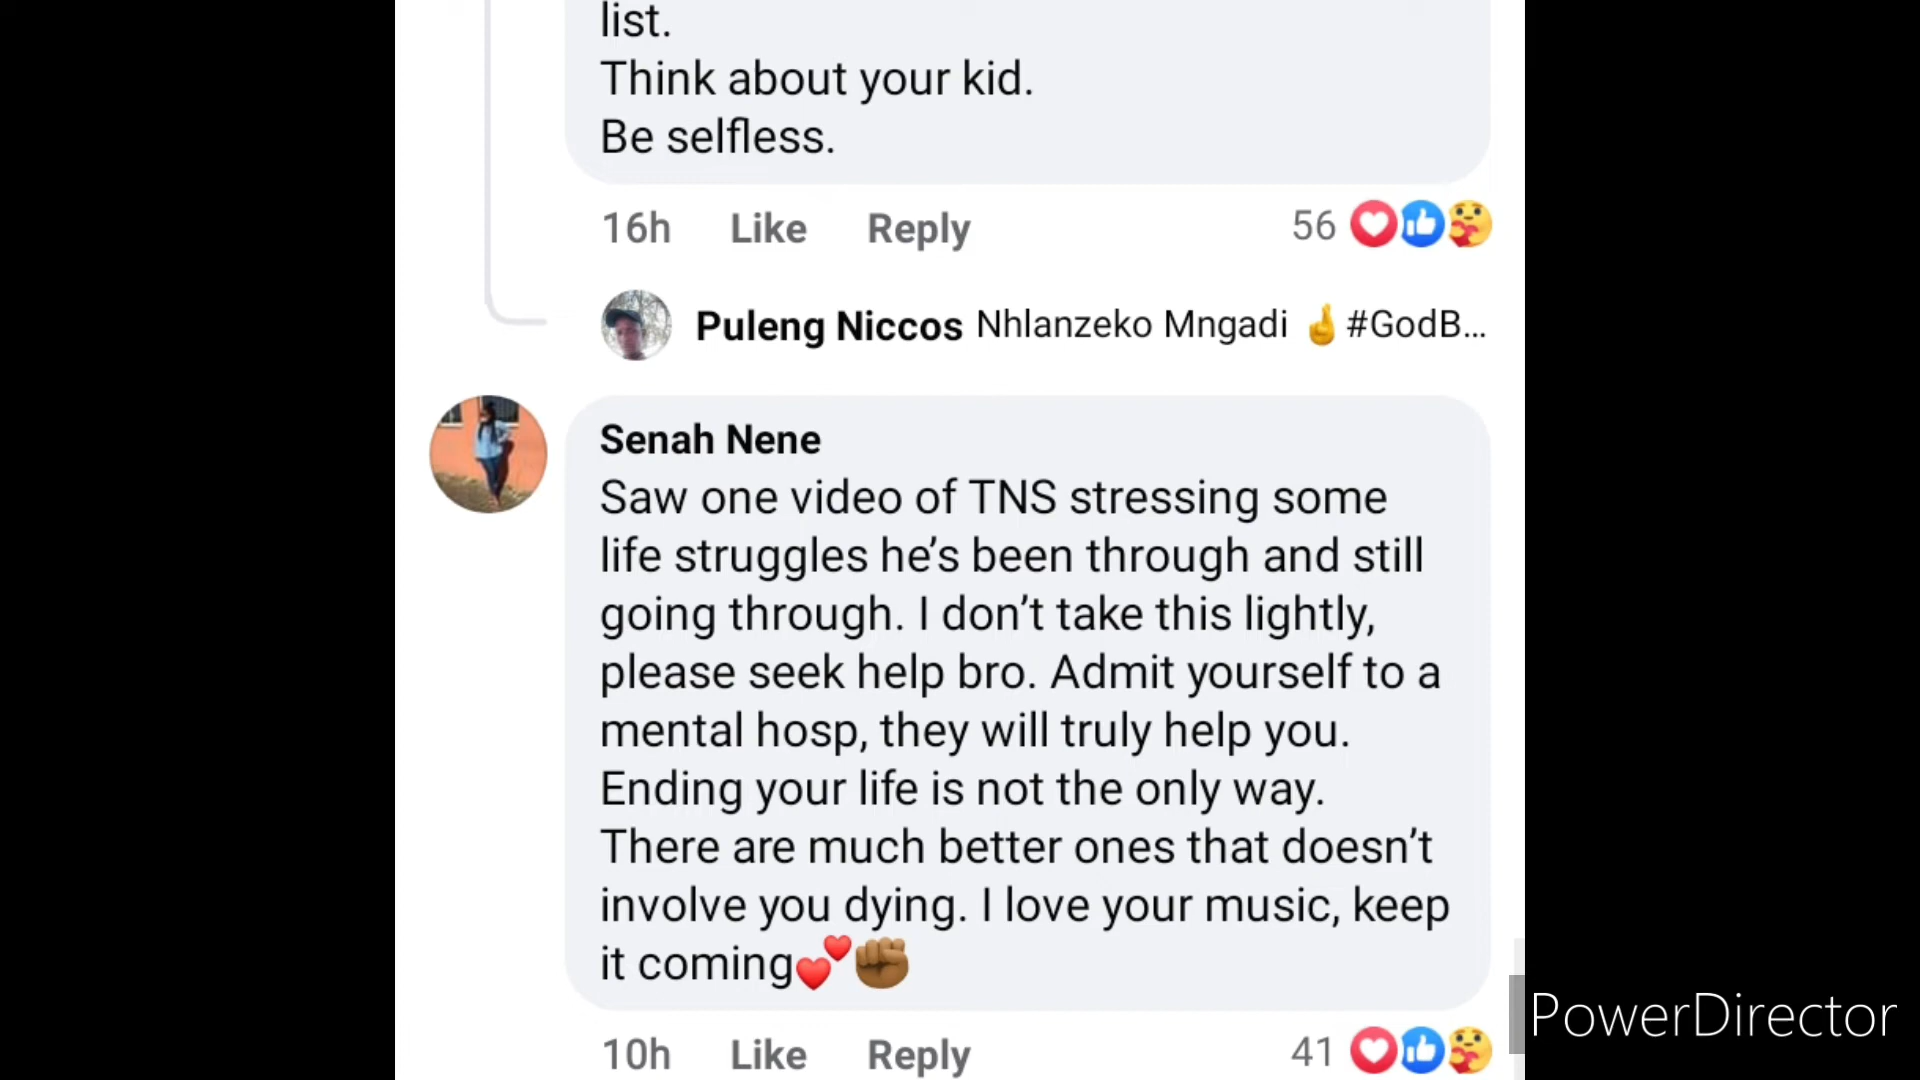 list.
Think about your kid.
Be selfless.
16h Like Reply 56
Puleng Niccos Nhlanzeko Mngadi 🤞#GodB...
Senah Nene
Saw one video of TNS stressing some
life struggles he’s been through and still
going through. I don’t take this lightly,
please seek help bro. Admit yourself to a
mental hosp, they will truly help you.
Ending your life is not the only way.
There are much better ones that doesn’t
involve you dying. I love your music, keep
it coming💕✊🏾
10h Like Reply 41
PowerDirector